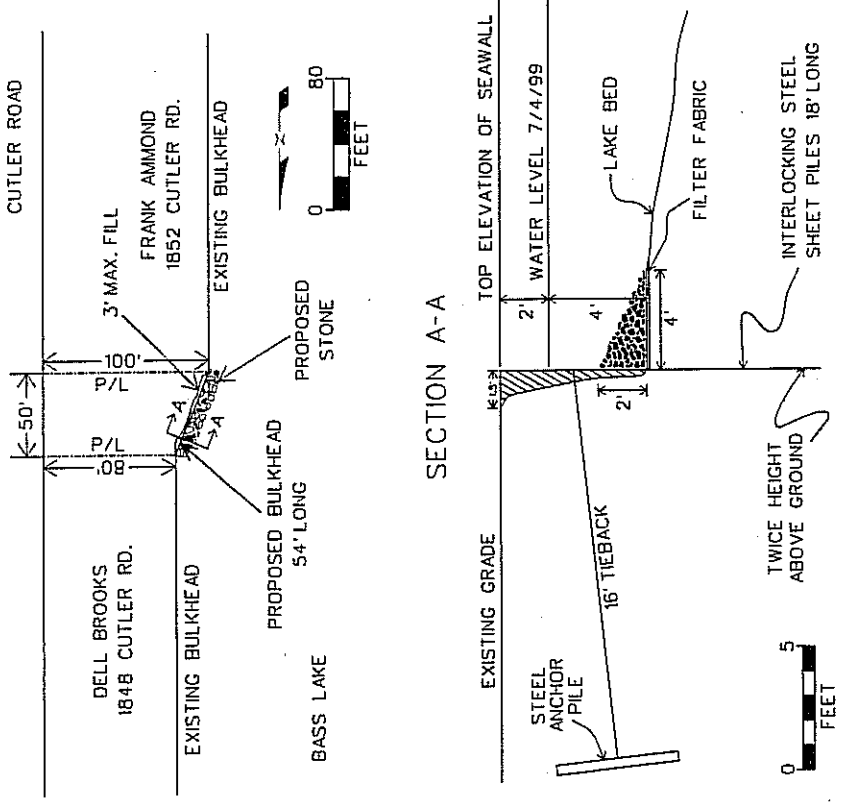 CUTLER ROAD
50'
P/L
P/L
80'
100'
3' MAX. FILL
DELL BROOKS
1848 CUTLER RD.
FRANK AMMOND
1852 CUTLER RD.
EXISTING BULKHEAD
EXISTING BULKHEAD
A
A
PROPOSED BULKHEAD
54' LONG
PROPOSED
STONE
BASS LAKE
0 80
FEET
SECTION A-A
EXISTING GRADE
1.5'
TOP ELEVATION OF SEAWALL
2'
WATER LEVEL 7/4/99
4'
LAKE BED
2'
4'
FILTER FABRIC
16' TIEBACK
STEEL
ANCHOR
PILE
TWICE HEIGHT
ABOVE GROUND
INTERLOCKING STEEL
SHEET PILES 18' LONG
0 5
FEET